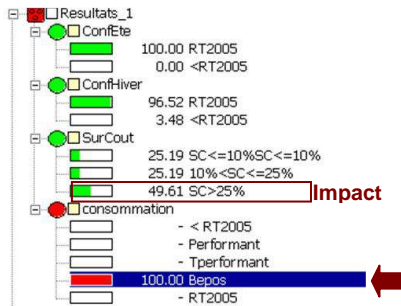 Resultats_1
ConfEte
100.00 RT2005
0.00 <RT2005
ConfHiver
96.52 RT2005
3.48 <RT2005
SurCout
25.19 SC<=10%SC<=10%
25.19 10%<SC<=25%
49.61 SC>25% Impact
consommation
- < RT2005
- Performant
- Tperformant
100.00 Bepos
- RT2005